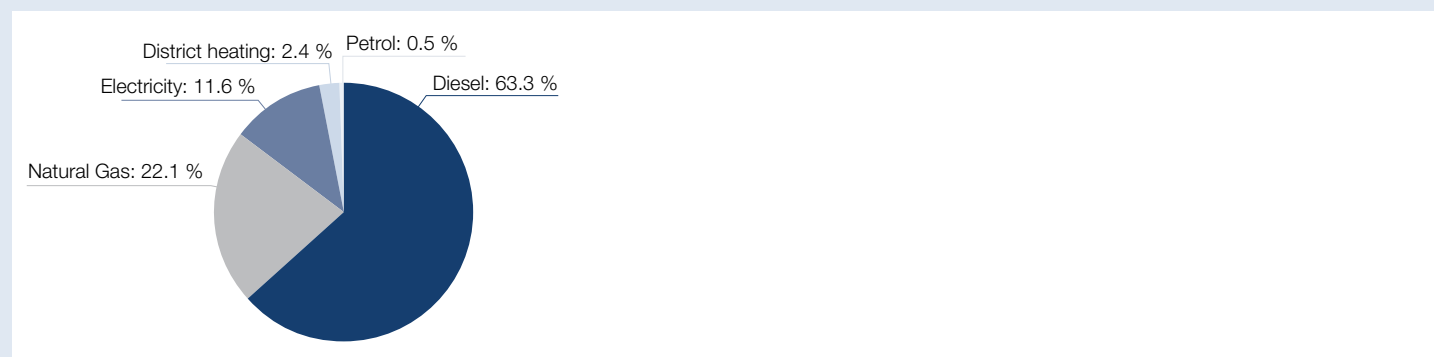 Petrol: 0.5 %
District heating: 2.4 %
Diesel: 63.3 %
Electricity: 11.6 %
Natural Gas: 22.1 %